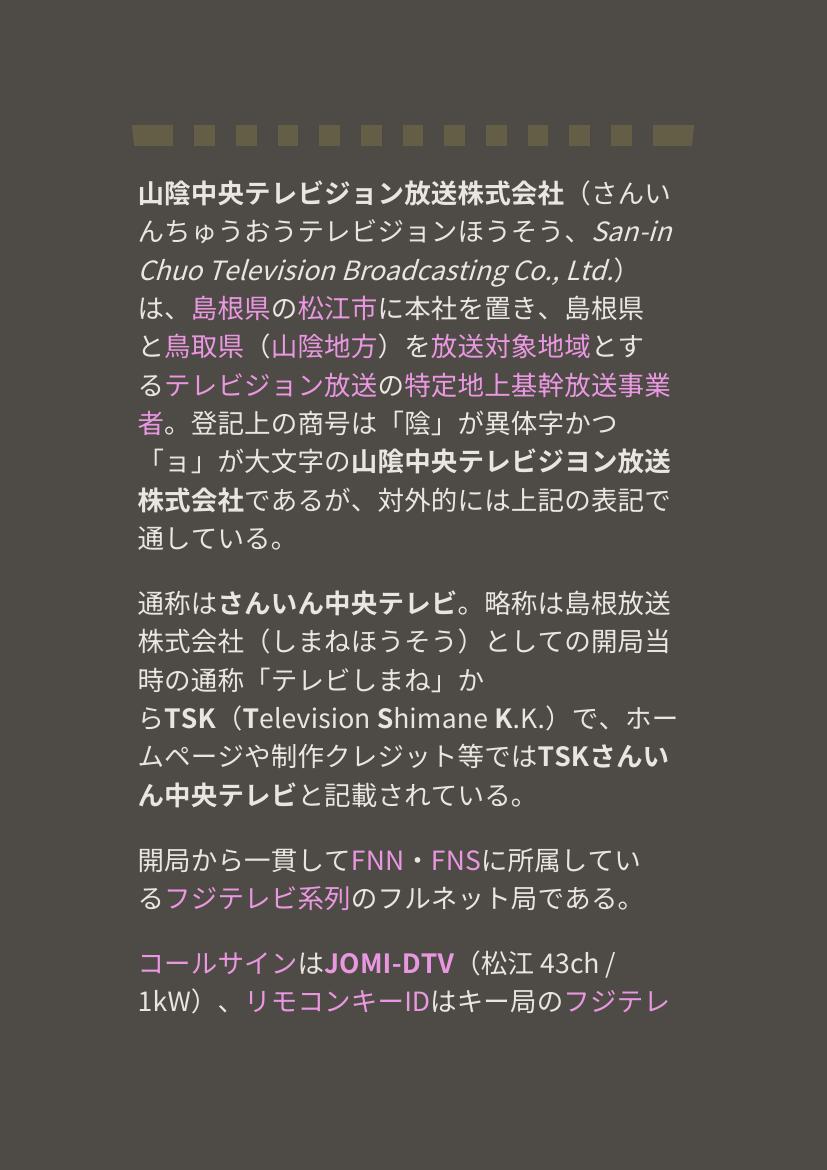 山陰中央テレビジョン放送株式会社（さんい
んちゅうおうテレビジョンほうそう、San-in
Chuo Television Broadcasting Co., Ltd.）
は、島根県の松江市に本社を置き、島根県
と鳥取県（山陰地方）を放送対象地域とす
るテレビジョン放送の特定地上基幹放送事業
者。登記上の商号は「陰」が異体字かつ
「ョ」が大文字の山陰中央テレビジヨン放送
株式会社であるが、対外的には上記の表記で
通している。
通称はさんいん中央テレビ。略称は島根放送
株式会社（しまねほうそう）としての開局当
時の通称「テレビしまね」か
らTSK（Television Shimane K.K.）で、ホー
ムページや制作クレジット等ではTSKさんい
ん中央テレビと記載されている。
開局から一貫してFNN・FNSに所属してい
るフジテレビ系列のフルネット局である。
コールサインはJOMI-DTV（松江 43ch /
1kW）、リモコンキーIDはキー局のフジテレ